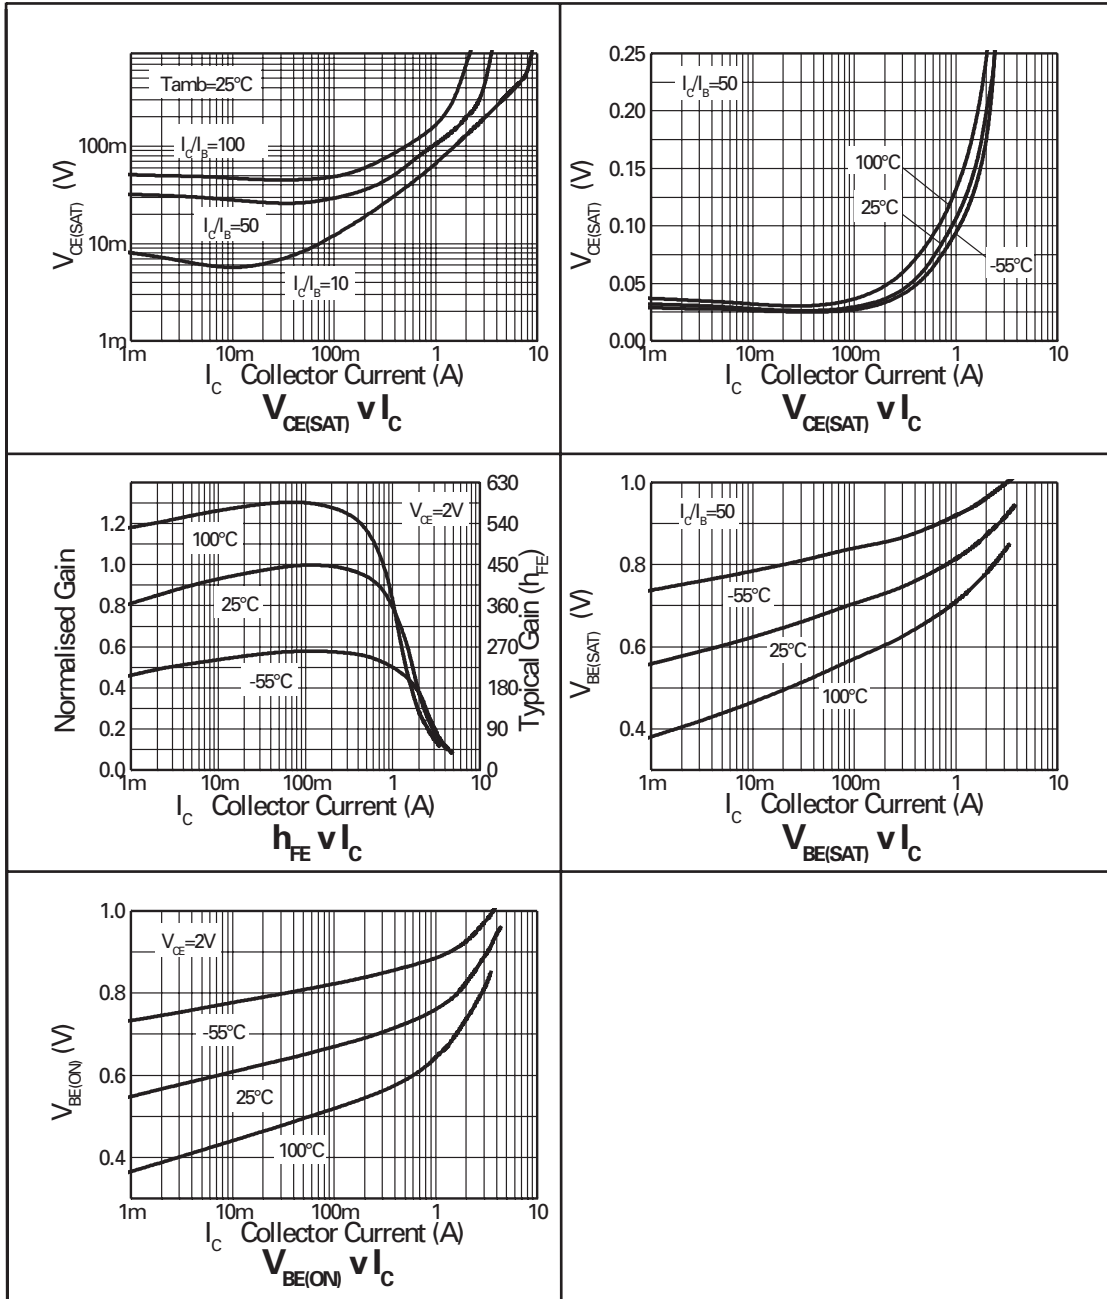 Tamb=25°C
I_C/I_B=100
I_C/I_B=50
I_C/I_B=10
100m
10m
1m
V_CE(SAT) (V)
1m 10m 100m 1 10
I_C Collector Current (A)
V_CE(SAT) v I_C
I_C/I_B=50
100°C
25°C
-55°C
0.25
0.20
0.15
0.10
0.05
0.00
V_CE(SAT) (V)
1m 10m 100m 1 10
I_C Collector Current (A)
V_CE(SAT) v I_C
V_CE=2V
100°C
25°C
-55°C
1.2
1.0
0.8
0.6
0.4
0.2
0.0
Normalised Gain
630
540
450
360
270
180
90
0
Typical Gain (h_FE)
1m 10m 100m 1 10
I_C Collector Current (A)
h_FE v I_C
I_C/I_B=50
-55°C
25°C
100°C
1.0
0.8
0.6
0.4
V_BE(SAT) (V)
1m 10m 100m 1 10
I_C Collector Current (A)
V_BE(SAT) v I_C
V_CE=2V
-55°C
25°C
100°C
1.0
0.8
0.6
0.4
V_BE(ON) (V)
1m 10m 100m 1 10
I_C Collector Current (A)
V_BE(ON) v I_C